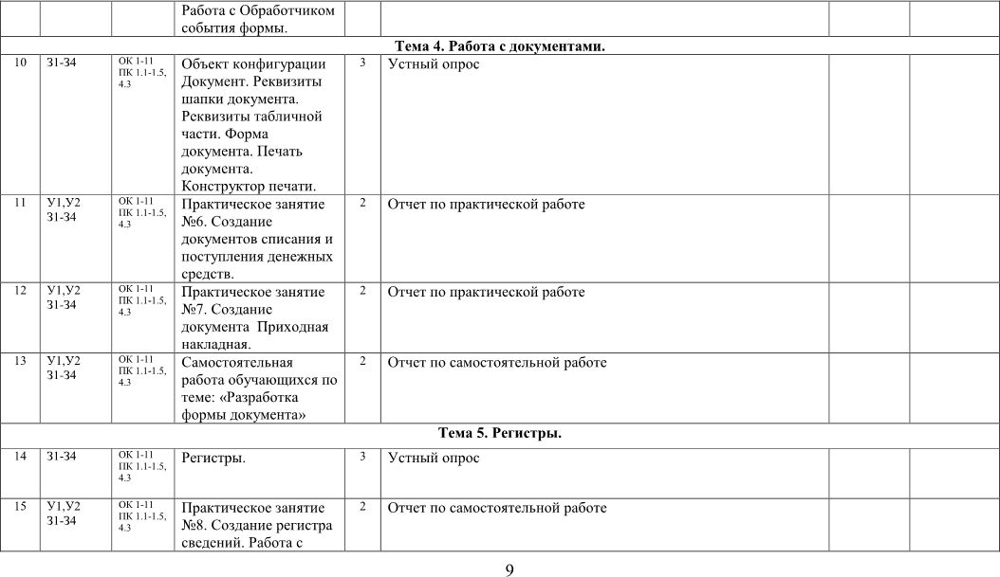 Работа с Обработчиком
события формы.
Тема 4. Работа с документами.
10 З1-З4 ОК 1-11 Объект конфигурации 3 Устный опрос
ПК 1.1-1.5, Документ. Реквизиты
4.3 шапки документа.
Реквизиты табличной
части. Форма
документа. Печать
документа.
Конструктор печати.
11 У1,У2 ОК 1-11 Практическое занятие 2 Отчет по практической работе
З1-З4 ПК 1.1-1.5, №6. Создание
4.3 документов списания и
поступления денежных
средств.
12 У1,У2 ОК 1-11 Практическое занятие 2 Отчет по практической работе
З1-З4 ПК 1.1-1.5, №7. Создание
4.3 документа Приходная
накладная.
13 У1,У2 ОК 1-11 Самостоятельная 2 Отчет по самостоятельной работе
З1-З4 ПК 1.1-1.5, работа обучающихся по
4.3 теме: «Разработка
формы документа»
Тема 5. Регистры.
14 З1-З4 ОК 1-11 Регистры. 3 Устный опрос
ПК 1.1-1.5,
4.3
15 У1,У2 ОК 1-11 Практическое занятие 2 Отчет по самостоятельной работе
З1-З4 ПК 1.1-1.5, №8. Создание регистра
4.3 сведений. Работа с
9